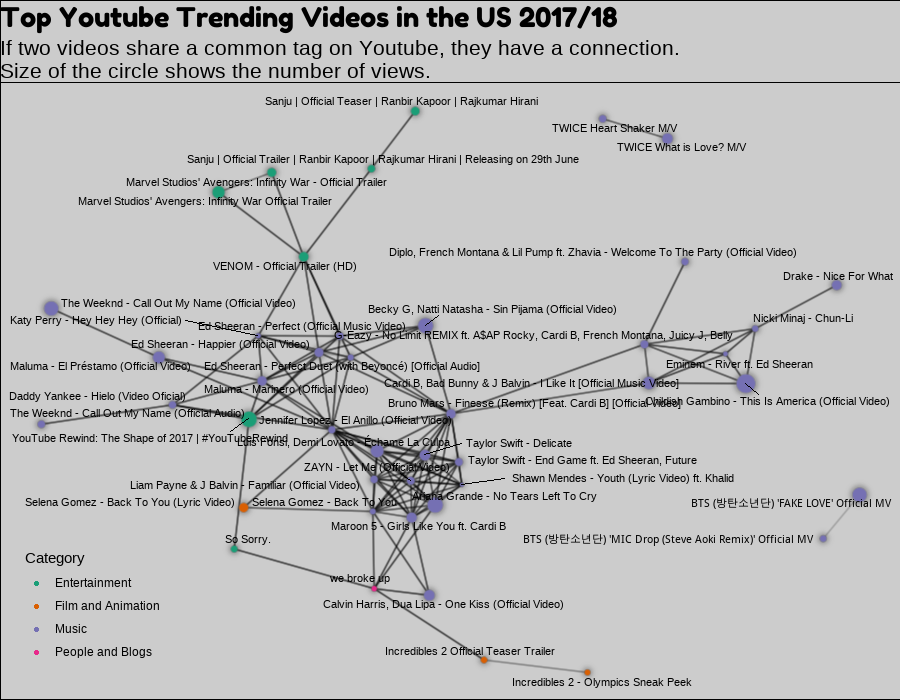 Top Youtube Trending Videos in the US 2017/18
If two videos share a common tag on Youtube, they have a connection.
Size of the circle shows the number of views.
Sanju | Official Teaser | Ranbir Kapoor | Rajkumar Hirani
TWICE Heart Shaker M/V
TWICE What is Love? M/V
Sanju | Official Trailer | Ranbir Kapoor | Rajkumar Hirani | Releasing on 29th June
Marvel Studios' Avengers: Infinity War - Official Trailer
Marvel Studios' Avengers: Infinity War Official Trailer
Diplo, French Montana & Lil Pump ft. Zhavia - Welcome To The Party (Official Video)
VENOM - Official Trailer (HD)
Drake - Nice For What
The Weeknd - Call Out My Name (Official Video)
Becky G, Natti Natasha - Sin Pijama (Official Video)
Katy Perry - Hey Hey Hey (Official)
Nicki Minaj - Chun-Li
Ed Sheeran - Perfect (Official Music Video)
G-Eazy - No Limit REMIX ft. A$AP Rocky, Cardi B, French Montana, Juicy J, Belly
Ed Sheeran - Happier (Official Video)
Maluma - El Préstamo (Official Video)
Ed Sheeran - Perfect Duet (with Beyoncé) [Official Audio]
Eminem - River ft. Ed Sheeran
Maluma - Marinero (Official Video)
Cardi B, Bad Bunny & J Balvin - I Like It [Official Music Video]
Daddy Yankee - Hielo (Video Oficial)
Bruno Mars - Finesse (Remix) [Feat. Cardi B] [Official Video]
Childish Gambino - This Is America (Official Video)
The Weeknd - Call Out My Name (Official Audio)
Jennifer Lopez - El Anillo (Official Video)
YouTube Rewind: The Shape of 2017 | #YouTubeRewind
Luis Fonsi, Demi Lovato - Échame La Culpa
Taylor Swift - Delicate
ZAYN - Let Me (Official Video)
Taylor Swift - End Game ft. Ed Sheeran, Future
Shawn Mendes - Youth (Lyric Video) ft. Khalid
Liam Payne & J Balvin - Familiar (Official Video)
Ariana Grande - No Tears Left To Cry
Selena Gomez - Back To You (Lyric Video)
Selena Gomez - Back To You
BTS (방탄소년단) 'FAKE LOVE' Official MV
Maroon 5 - Girls Like You ft. Cardi B
So Sorry.
BTS (방탄소년단) 'MIC Drop (Steve Aoki Remix)' Official MV
Category
we broke up
Entertainment
Calvin Harris, Dua Lipa - One Kiss (Official Video)
Film and Animation
Music
People and Blogs
Incredibles 2 Official Teaser Trailer
Incredibles 2 - Olympics Sneak Peek